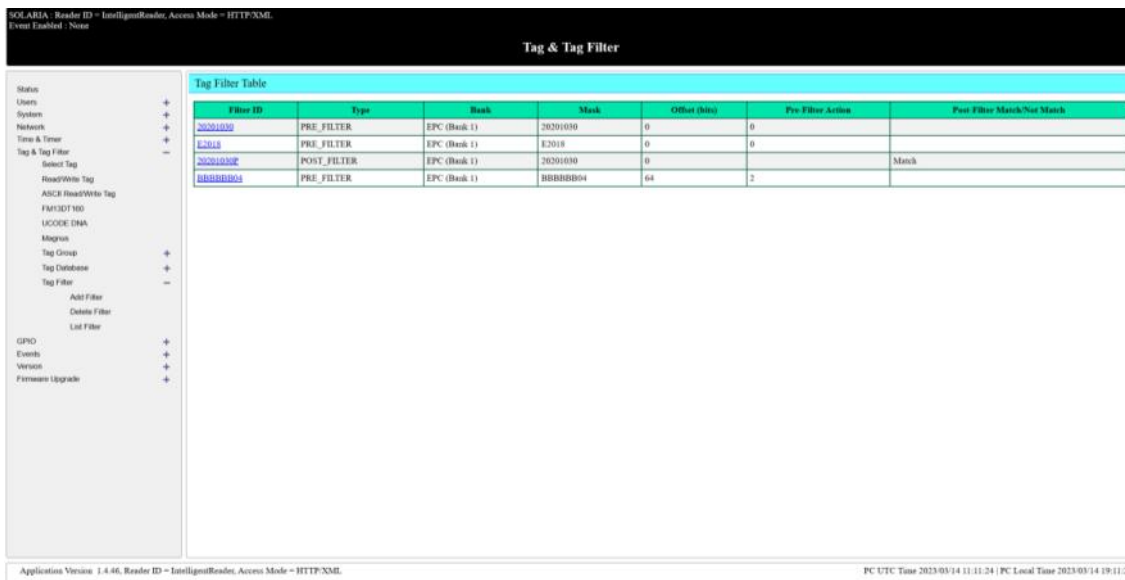 SOLARIA : Reader ID = IntelligentReader, Access Mode = HTTP/XML.
Event Enabled : None
Tag & Tag Filter
Status
Users +
System +
Network +
Time & Timer +
Tag & Tag Filter −
Select Tag
Read/Write Tag
ASCII Read/Write Tag
FM13DT160
UCODE DNA
Magnus
Tag Group +
Tag Database +
Tag Filter −
Add Filter
Delete Filter
List Filter
GPIO +
Events +
Version +
Firmware Upgrade +
Tag Filter Table
Filter ID Type Bank Mask Offset (bits) Pre-Filter Action Post-Filter Match/Not Match
20201030 PRE_FILTER EPC (Bank 1) 20201030 0 0
E2018 PRE_FILTER EPC (Bank 1) E2018 0 0
20201030P POST_FILTER EPC (Bank 1) 20201030 0 Match
BBBBBB04 PRE_FILTER EPC (Bank 1) BBBBBB04 64 2
Application Version 1.4.46, Reader ID = IntelligentReader, Access Mode = HTTP/XML.
PC UTC Time 2023/03/14 11:11:24 | PC Local Time 2023/03/14 19:11: